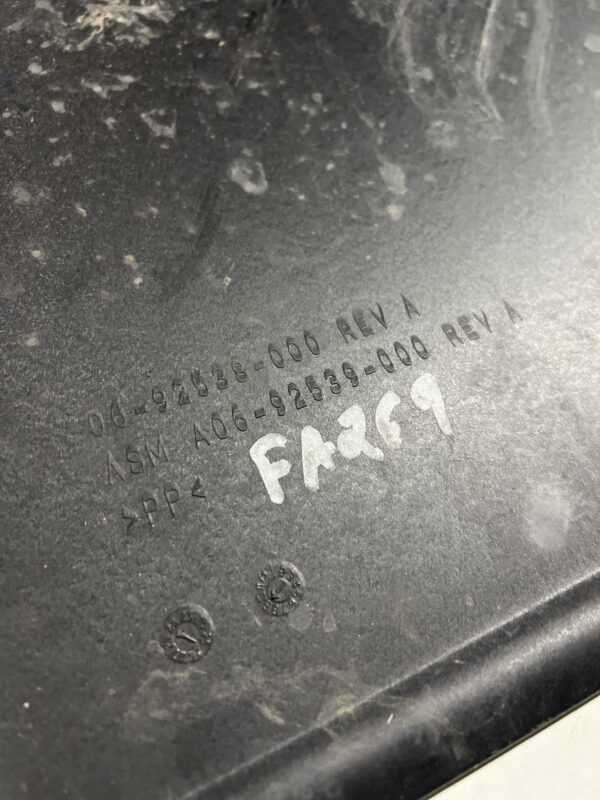 06-92538-000 REV A
ASM A06-92539-000 REV A
>PP<
FA269